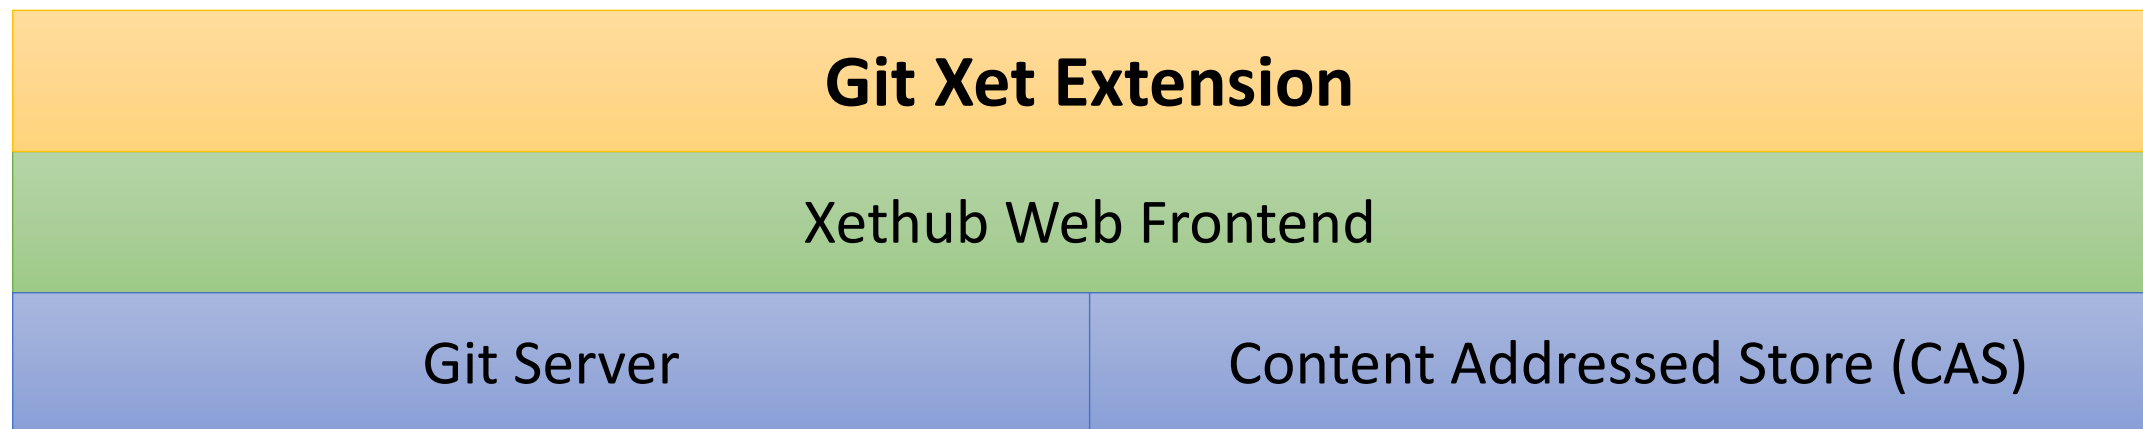 Git Xet Extension
Xethub Web Frontend
Git Server
Content Addressed Store (CAS)